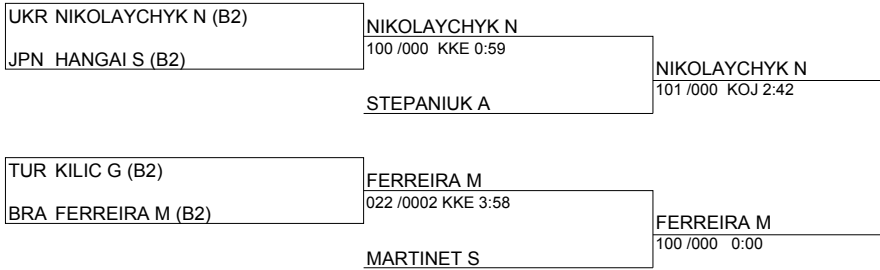 UKR NIKOLAYCHYK N (B2)
JPN HANGAI S (B2)
NIKOLAYCHYK N
100 /000 KKE 0:59
STEPANIUK A
NIKOLAYCHYK N
101 /000 KOJ 2:42
TUR KILIC G (B2)
BRA FERREIRA M (B2)
FERREIRA M
022 /0002 KKE 3:58
MARTINET S
FERREIRA M
100 /000 0:00